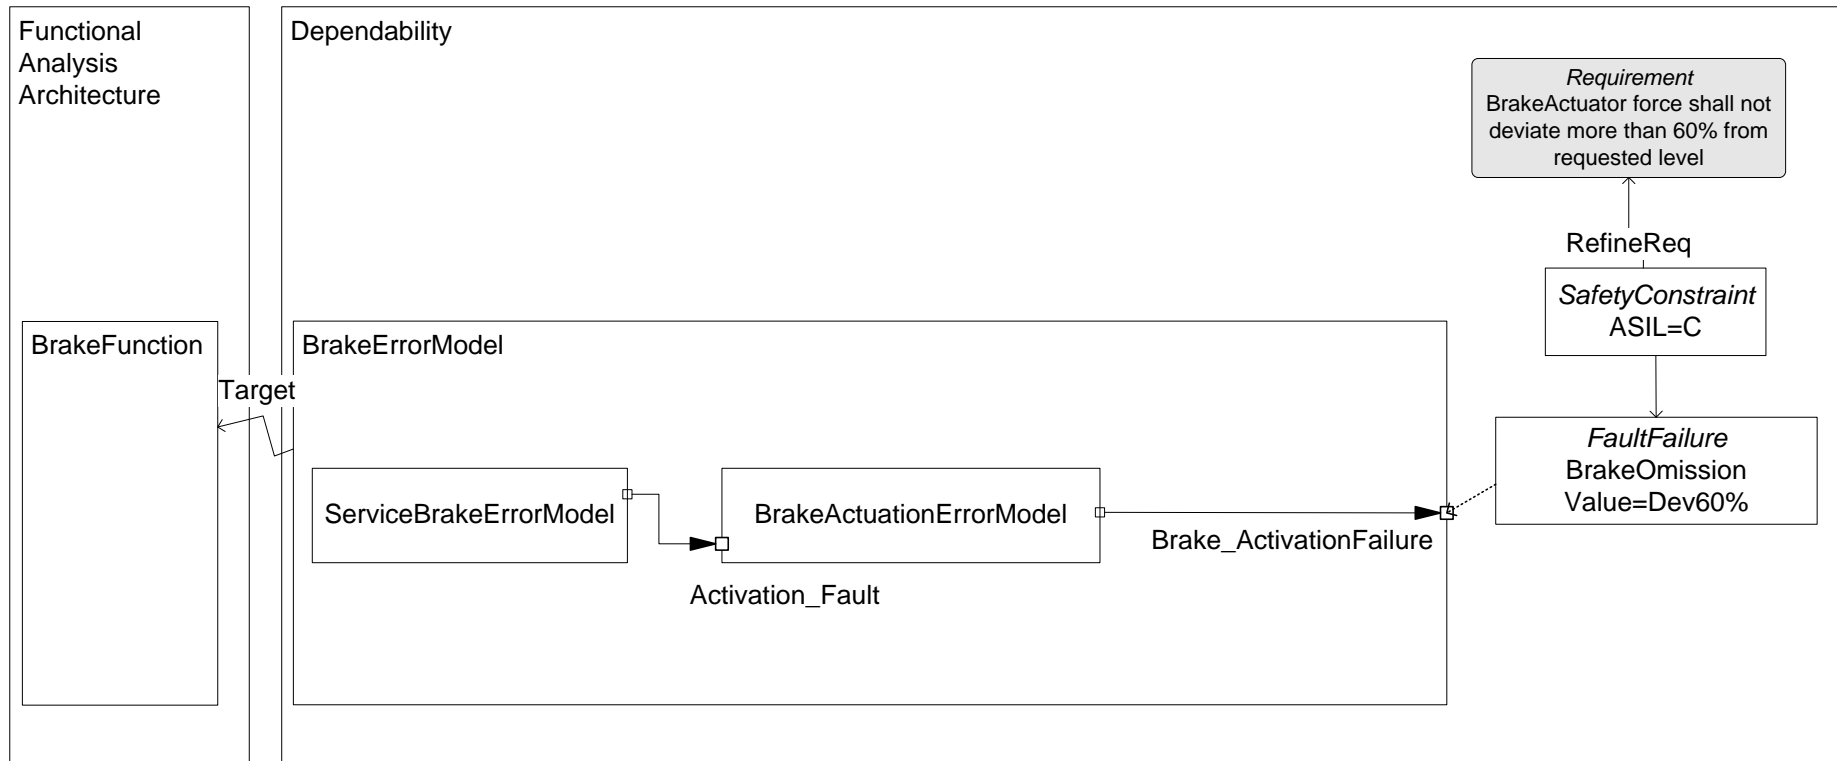 Functional
Analysis
Architecture
Dependability
Requirement
BrakeActuator force shall not
deviate more than 60% from
requested level
RefineReq
SafetyConstraint
ASIL=C
BrakeFunction
BrakeErrorModel
Target
FaultFailure
BrakeOmission
Value=Dev60%
ServiceBrakeErrorModel
BrakeActuationErrorModel
Brake_ActivationFailure
Activation_Fault